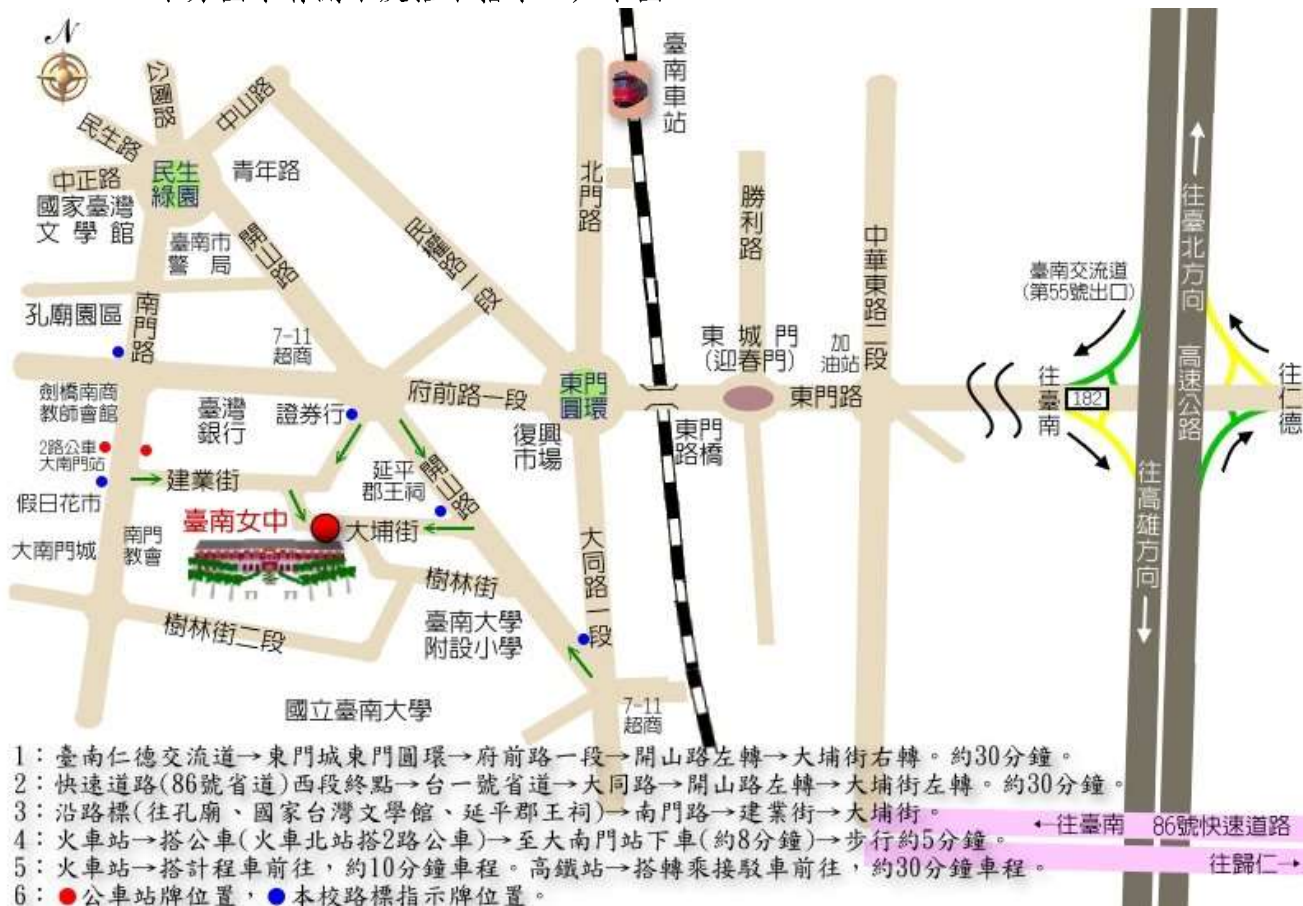 N
臺南車站
公園路
中山路
民生路
中正路
民生
綠園
青年路
國家臺灣
文學館
臺南市
警局
開山路
民權路一段
北門路
勝利路
中華東路二段
臺南交流道
(第55號出口)
往臺北方向
高速公路
孔廟園區
南門路
7-11
超商
東城門
(迎春門)
加
油站
往臺南
182
往仁德
劍橋南商
教師會館
臺灣
銀行
證券行
府前路一段
東門
圓環
東門路
復興
市場
東門
路橋
2路公車
大南門站
建業街
延平
郡王祠
開山路
往高雄方向
假日花市
臺南女中
大埔街
大南門城
南門
教會
大同路一段
樹林街
樹林街二段
臺南大學
附設小學
國立臺南大學
7-11
超商
1：臺南仁德交流道→東門城東門圓環→府前路一段→開山路左轉→大埔街右轉。約30分鐘。
2：快速道路(86號省道)西段終點→台一號省道→大同路→開山路左轉→大埔街左轉。約30分鐘。
3：沿路標(往孔廟、國家台灣文學館、延平郡王祠)→南門路→建業街→大埔街。
←往臺南 86號快速道路
4：火車站→搭公車(火車北站搭2路公車)→至大南門站下車(約8分鐘)→步行約5分鐘。
往歸仁→
5：火車站→搭計程車前往，約10分鐘車程。高鐵站→搭轉乘接駁車前往，約30分鐘車程。
6：●公車站牌位置，●本校路標指示牌位置。